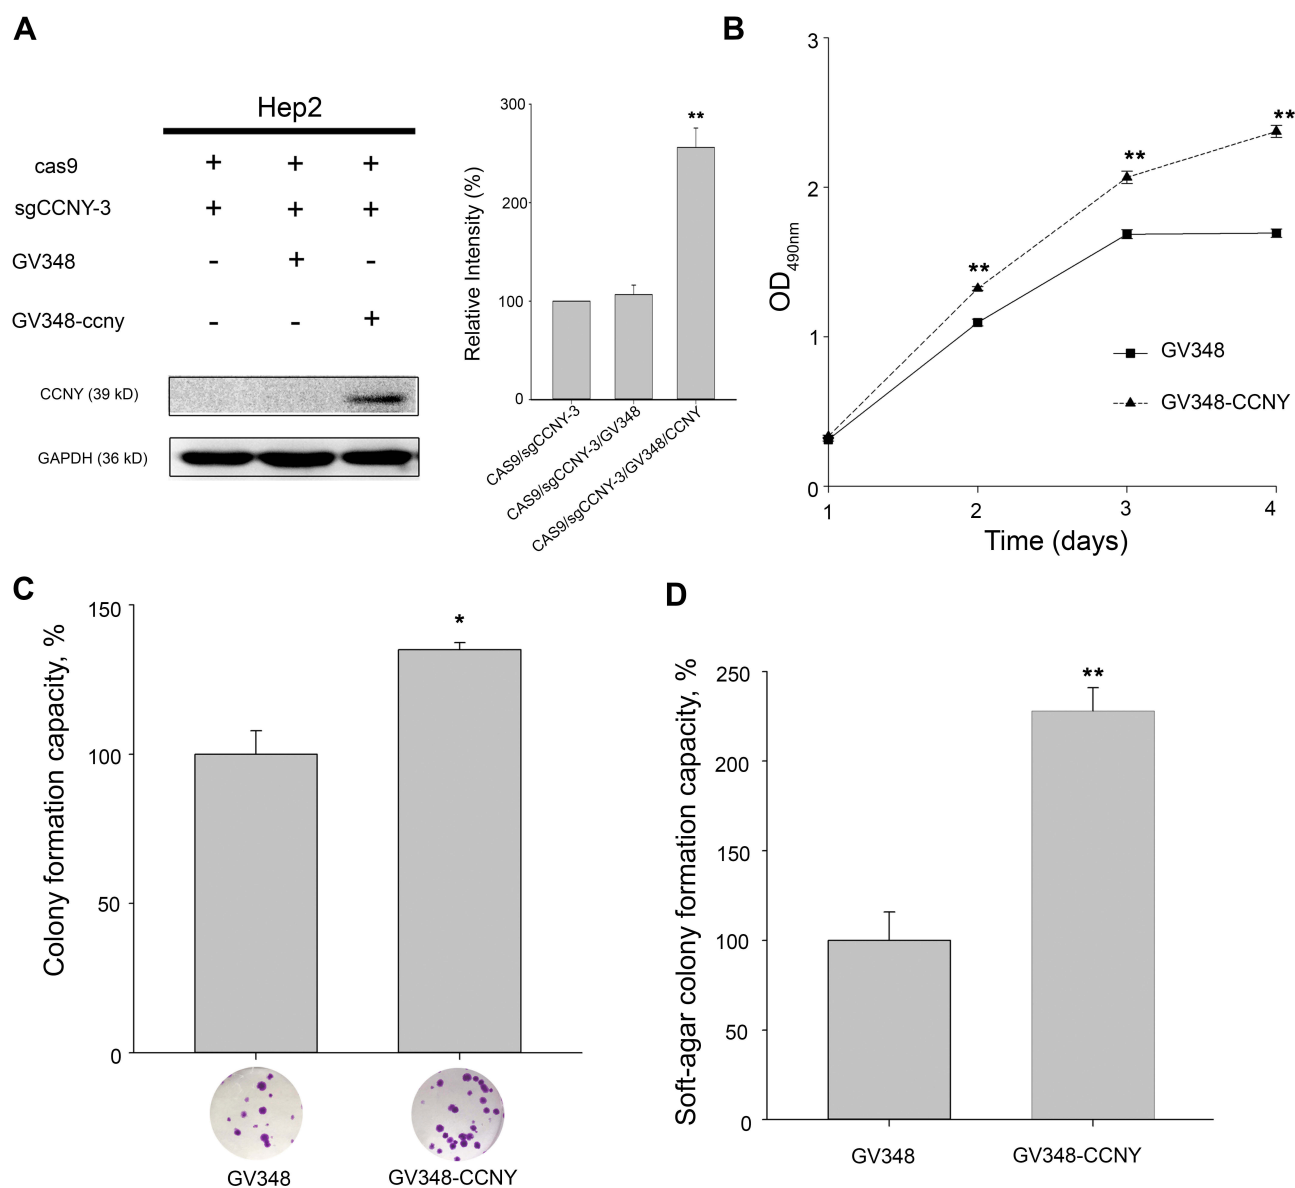 A
Hep2
cas9 + + +
sgCCNY-3 + + +
GV348 - + -
GV348-ccny - - +
CCNY (39 kD)
GAPDH (36 kD)
Relative Intensity (%)
300
200
100
0
**
CAS9/sgCCNY-3
CAS9/sgCCNY-3/GV348
CAS9/sgCCNY-3/GV348/CCNY
B
OD490nm
3
2
1
0
** ** **
GV348
GV348-CCNY
1 2 3 4
Time (days)
C
Colony formation capacity, %
150
100
50
0
*
GV348 GV348-CCNY
D
Soft-agar colony formation capacity, %
250
200
150
100
50
0
**
GV348 GV348-CCNY